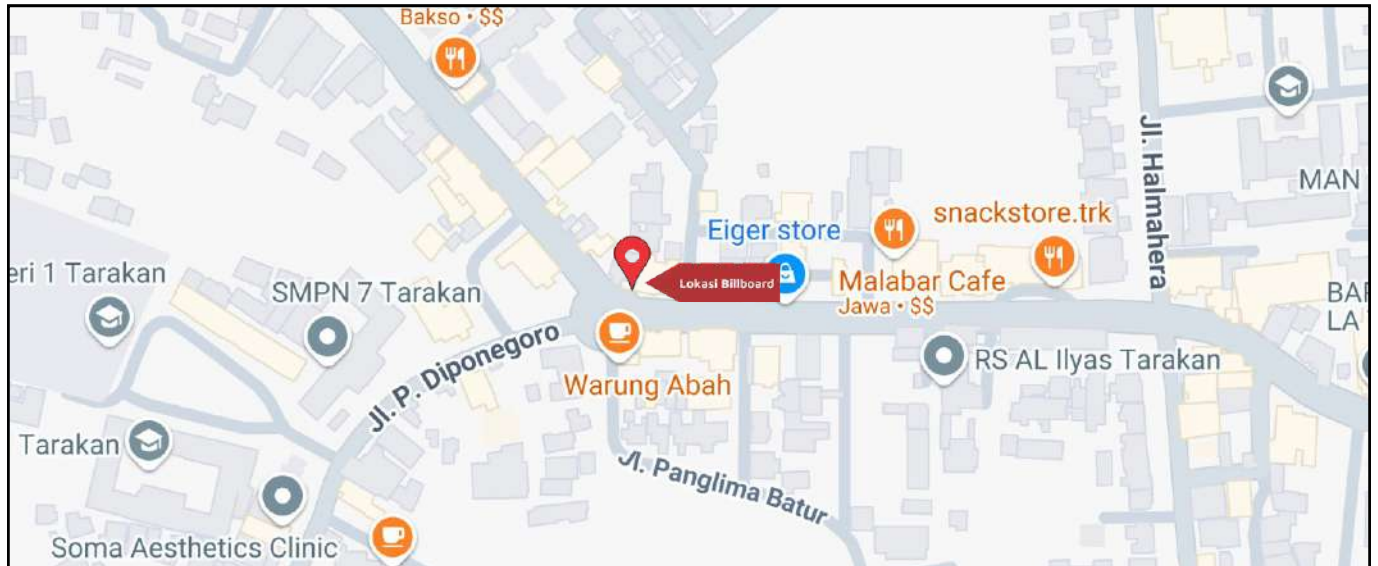 Bakso • $$
Jl. Halmahera
MAN
snackstore.trk
Eiger store
eri 1 Tarakan
SMPN 7 Tarakan
Lokasi Billboard
Malabar Cafe
Jawa • $$
BAF
LA
Jl. P. Diponegoro
Warung Abah
RS AL Ilyas Tarakan
Tarakan
Jl. Panglima Batur
Soma Aesthetics Clinic